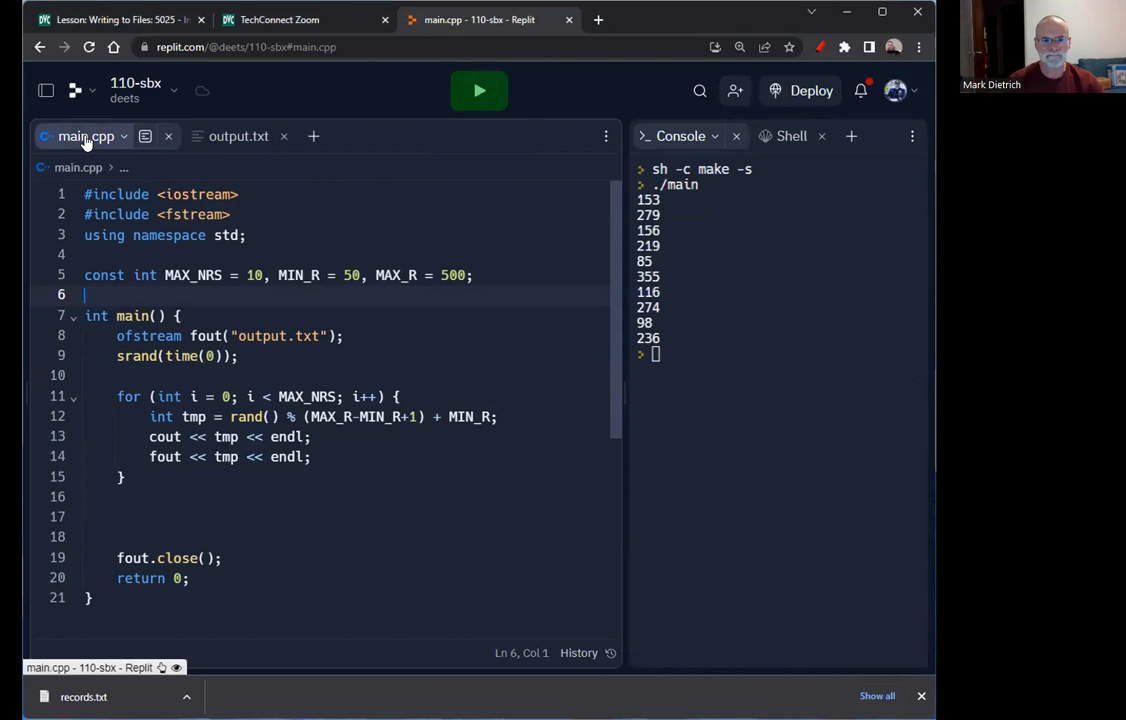 Lesson: Writing to Files: 5025 - In
TechConnect Zoom
main.cpp - 110-sbx - Replit
replit.com/@deets/110-sbx#main.cpp
Mark Dietrich
110-sbx
deets
Deploy
main.cpp
output.txt
Console
Shell
main.cpp > ...
1 #include <iostream>
2 #include <fstream>
3 using namespace std;
4
5 const int MAX_NRS = 10, MIN_R = 50, MAX_R = 500;
6
7 int main() {
8 ofstream fout("output.txt");
9 srand(time(0));
10
11 for (int i = 0; i < MAX_NRS; i++) {
12 int tmp = rand() % (MAX_R-MIN_R+1) + MIN_R;
13 cout << tmp << endl;
14 fout << tmp << endl;
15 }
16
17
18
19 fout.close();
20 return 0;
21 }
> sh -c make -s
> ./main
153
279
156
219
85
355
116
274
98
236
>
Ln 6, Col 1 History
main.cpp - 110-sbx - Replit
records.txt
Show all